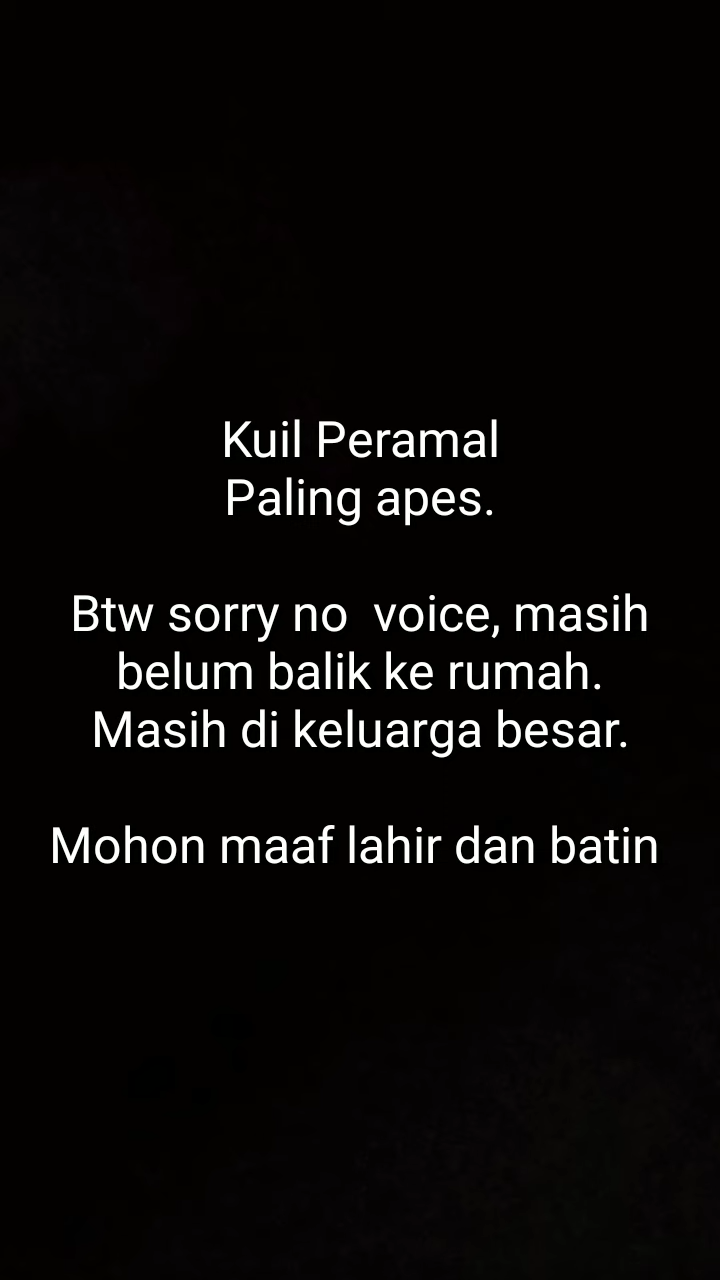 Kuil Peramal
Paling apes.
Btw sorry no  voice, masih
belum balik ke rumah.
Masih di keluarga besar.
Mohon maaf lahir dan batin